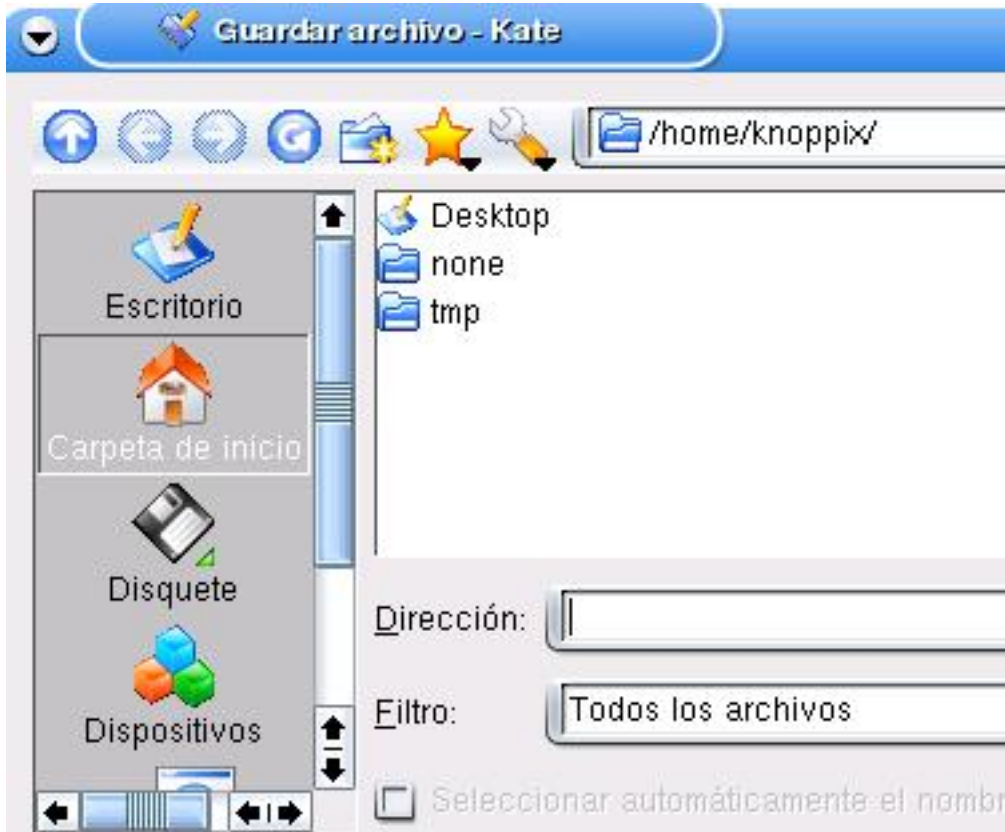 Guardar archivo - Kate
/home/knoppix/
Escritorio
Carpeta de inicio
Disquete
Dispositivos
Desktop
none
tmp
Dirección:
Filtro:
Todos los archivos
Seleccionar automáticamente el